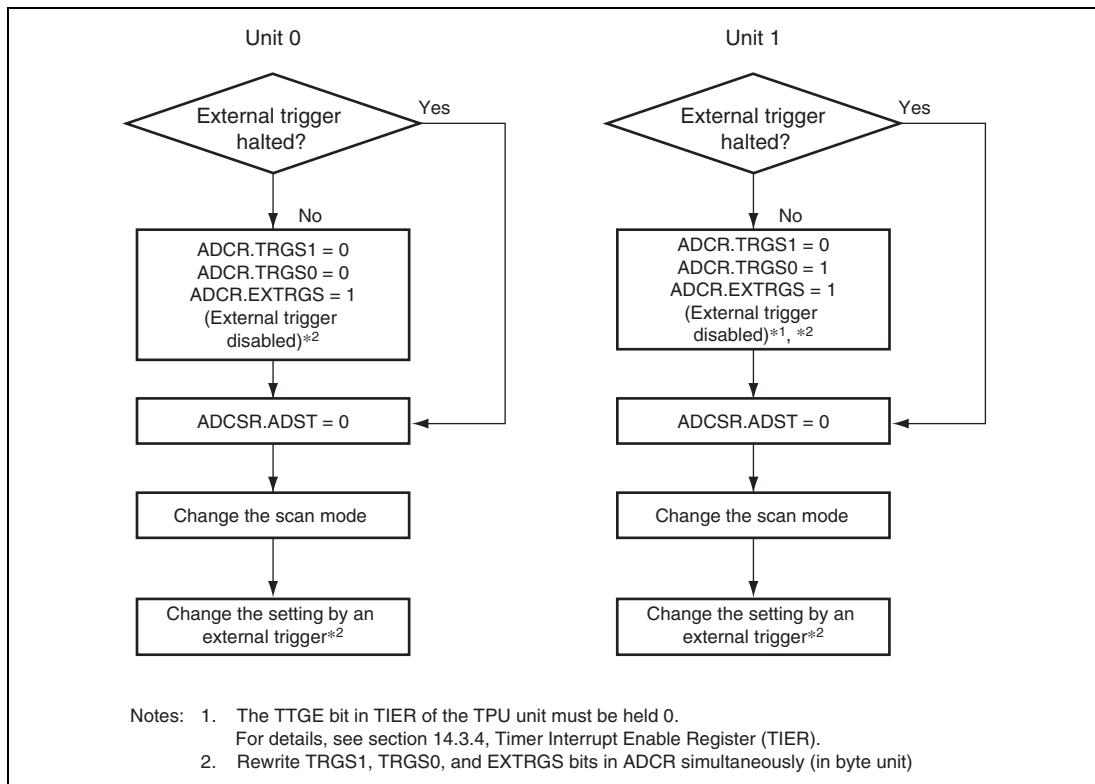 Unit 0
External trigger
halted?
Yes
No
ADCR.TRGS1 = 0
ADCR.TRGS0 = 0
ADCR.EXTRGS = 1
(External trigger
disabled)*2
ADCSR.ADST = 0
Change the scan mode
Change the setting by an
external trigger*2
Unit 1
External trigger
halted?
Yes
No
ADCR.TRGS1 = 0
ADCR.TRGS0 = 1
ADCR.EXTRGS = 1
(External trigger
disabled)*1, *2
ADCSR.ADST = 0
Change the scan mode
Change the setting by an
external trigger*2
Notes: 1. The TTGE bit in TIER of the TPU unit must be held 0.
For details, see section 14.3.4, Timer Interrupt Enable Register (TIER).
2. Rewrite TRGS1, TRGS0, and EXTRGS bits in ADCR simultaneously (in byte unit)